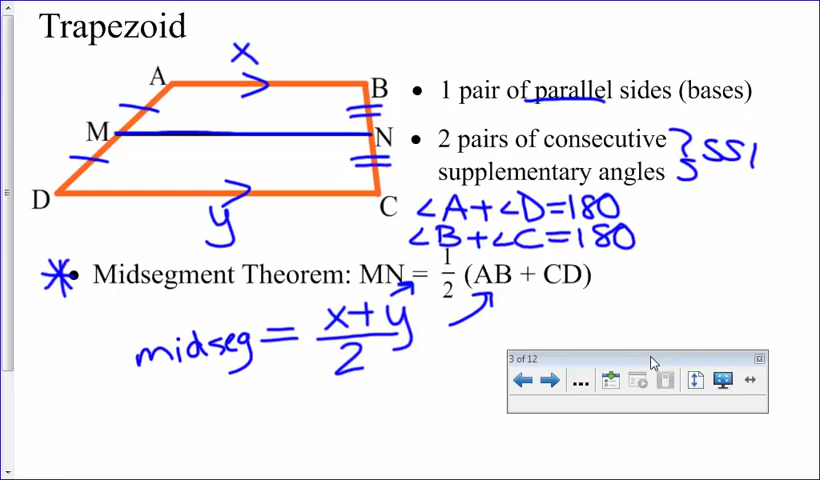 Trapezoid
x
A
B
M
N
D
C
y
• 1 pair of parallel sides (bases)
• 2 pairs of consecutive
supplementary angles } SSI
∠A+∠D=180
∠B+∠C=180
* • Midsegment Theorem: MN = 1/2 (AB + CD)
midseg = x+y/2
3 of 12
...